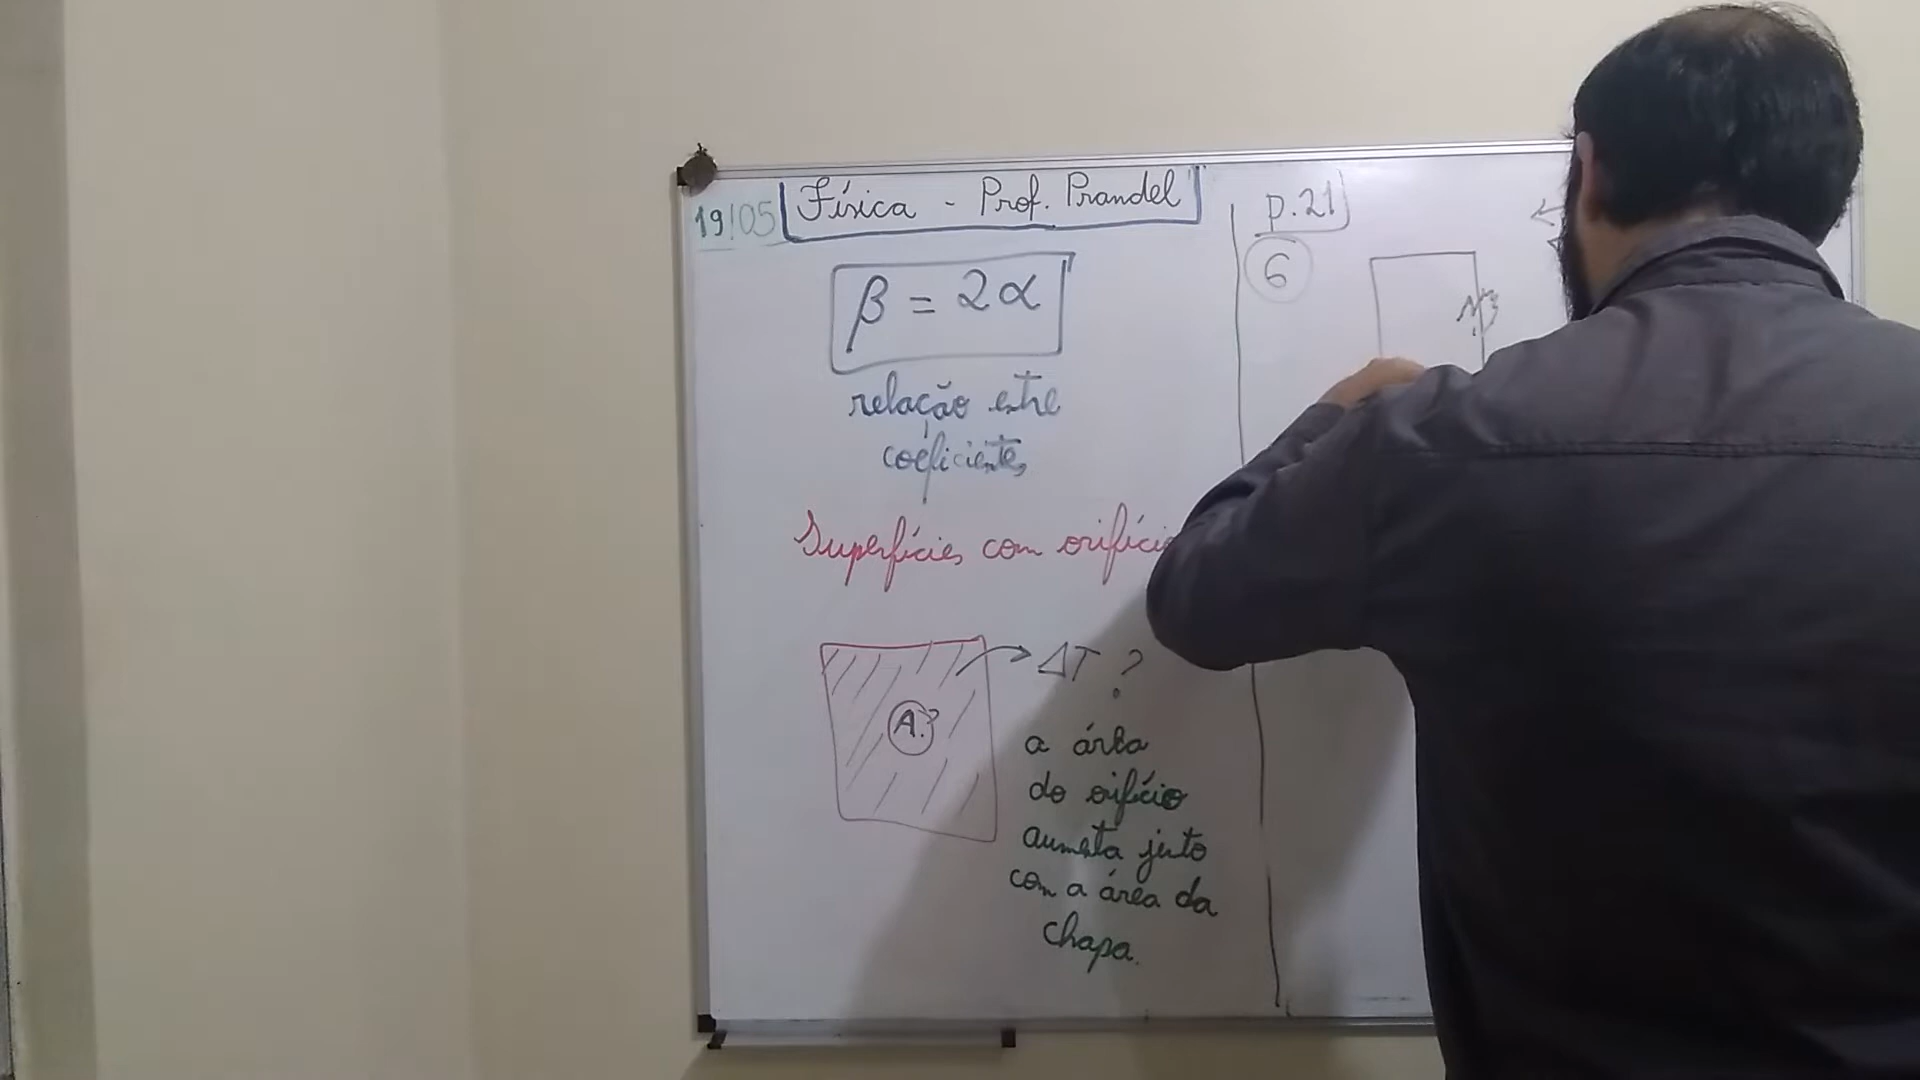 19/05
Física - Prof. Prandel
β = 2α
relação entre
coeficientes
Superfícies com orifício
A?
ΔT ?
a área
do orifício
aumenta junto
com a área da
chapa.
p.21
6